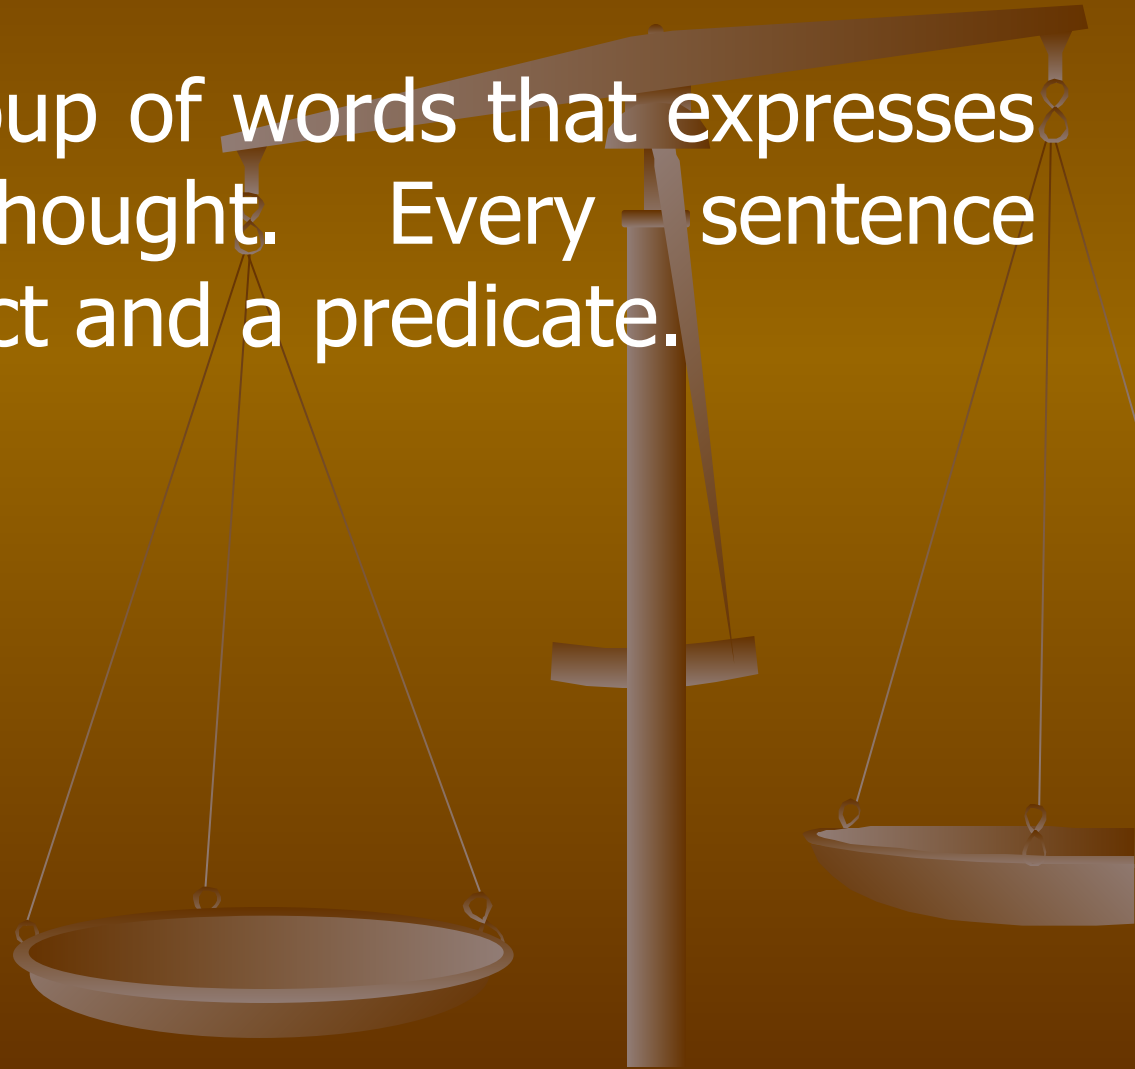 oup of words that expresses
hought. Every sentence
ct and a predicate.